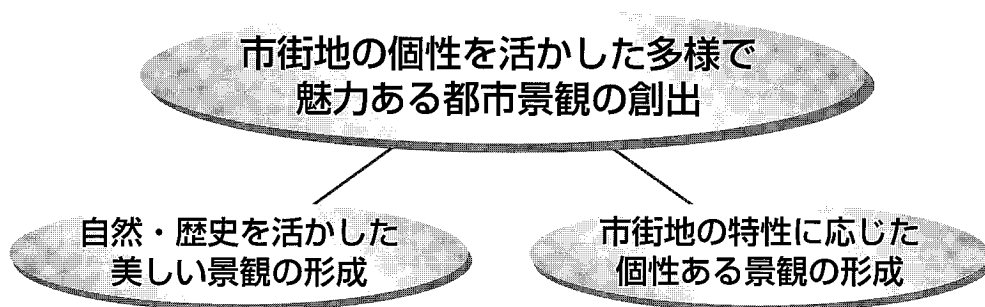 市街地の個性を活かした多様で
魅力ある都市景観の創出
自然・歴史を活かした
美しい景観の形成
市街地の特性に応じた
個性ある景観の形成